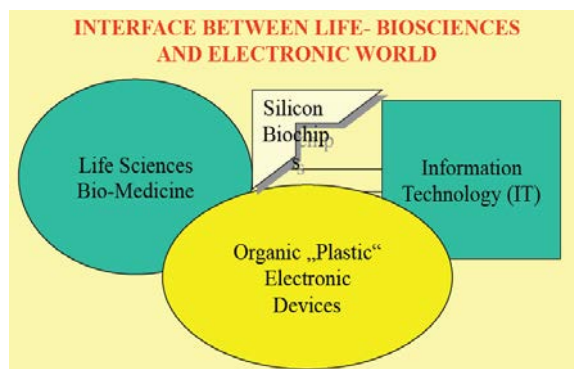 INTERFACE BETWEEN LIFE- BIOSCIENCES
AND ELECTRONIC WORLD
Silicon
Biochip
s
Life Sciences
Bio-Medicine
Information
Technology (IT)
Organic „Plastic“
Electronic
Devices